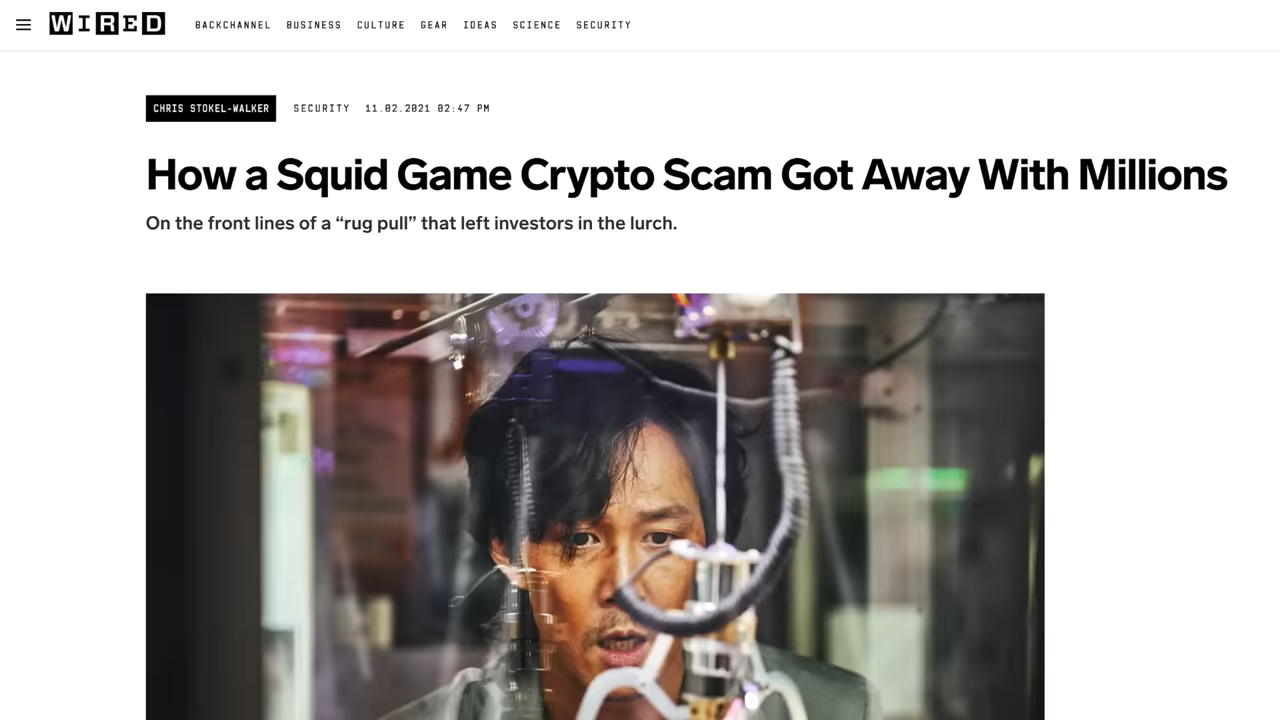 WIRED BACKCHANNEL BUSINESS CULTURE GEAR IDEAS SCIENCE SECURITY
CHRIS STOKEL-WALKER SECURITY 11.02.2021 02:47 PM
How a Squid Game Crypto Scam Got Away With Millions
On the front lines of a “rug pull” that left investors in the lurch.